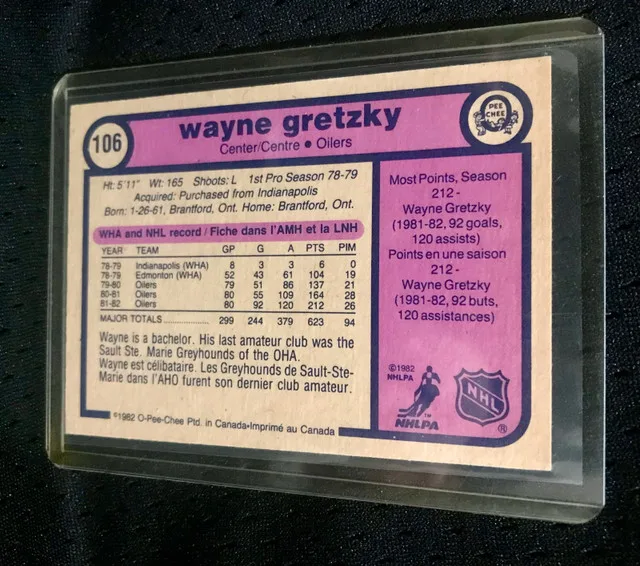 106
wayne gretzky
Center/Centre • Oilers
O PEE CHEE
Ht: 5'11" Wt: 165 Shoots: L 1st Pro Season 78-79
Acquired: Purchased from Indianapolis
Born: 1-26-61, Brantford, Ont. Home: Brantford, Ont.
WHA and NHL record / Fiche dans l'AMH et la LNH
YEAR TEAM GP G A PTS PIM
78-79 Indianapolis (WHA) 8 3 3 6 0
78-79 Edmonton (WHA) 52 43 61 104 19
79-80 Oilers 79 51 86 137 21
80-81 Oilers 80 55 109 164 28
81-82 Oilers 80 92 120 212 26
MAJOR TOTALS 299 244 379 623 94
Wayne is a bachelor. His last amateur club was the
Sault Ste. Marie Greyhounds of the OHA.
Wayne est célibataire. Les Greyhounds de Sault-Ste-
Marie dans l'AHO furent son dernier club amateur.
©1982 O-Pee-Chee Ptd. in Canada•Imprimé au Canada
Most Points, Season
212 -
Wayne Gretzky
(1981-82, 92 goals,
120 assists)
Points en une saison
212 -
Wayne Gretzky
(1981-82, 92 buts,
120 assistances)
©1982
NHLPA
TM
NHLPA
NHL
®